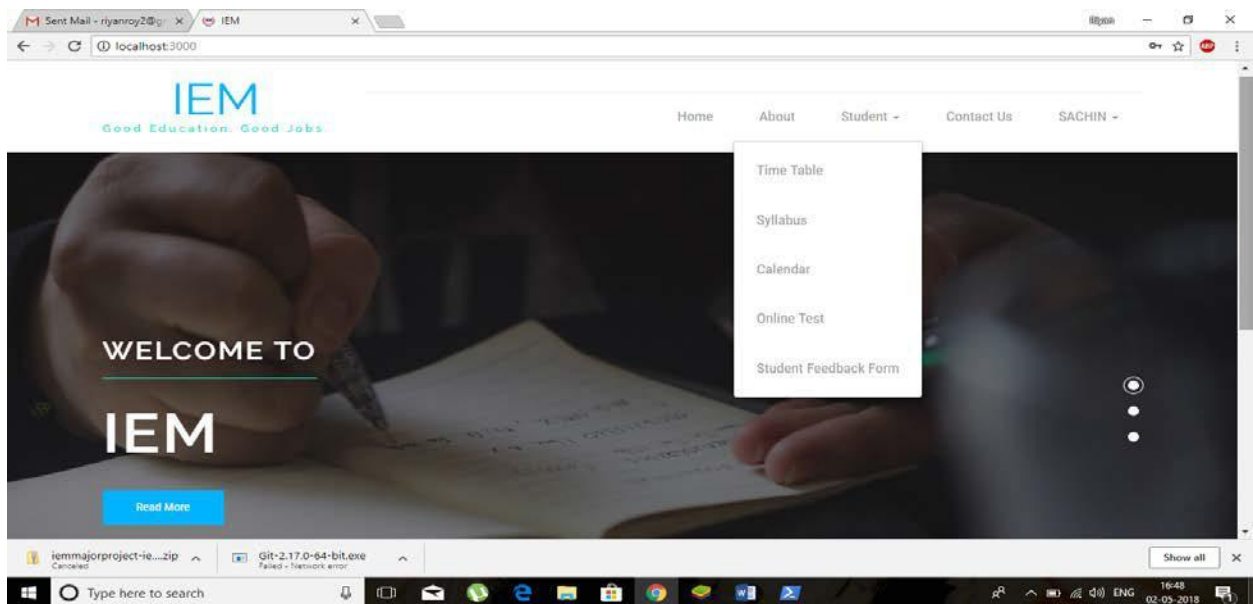 Sent Mail - riyanroy2@g
IEM
localhost:3000
IEM
Good Education. Good Jobs.
Home About Student Contact Us SACHIN
Time Table
Syllabus
Calendar
Online Test
Student Feedback Form
WELCOME TO
IEM
Read More
iemmajorproject-ie....zip
Canceled
Git-2.17.0-64-bit.exe
Failed - Network error
Show all
Type here to search
ENG
16:48
02-05-2018